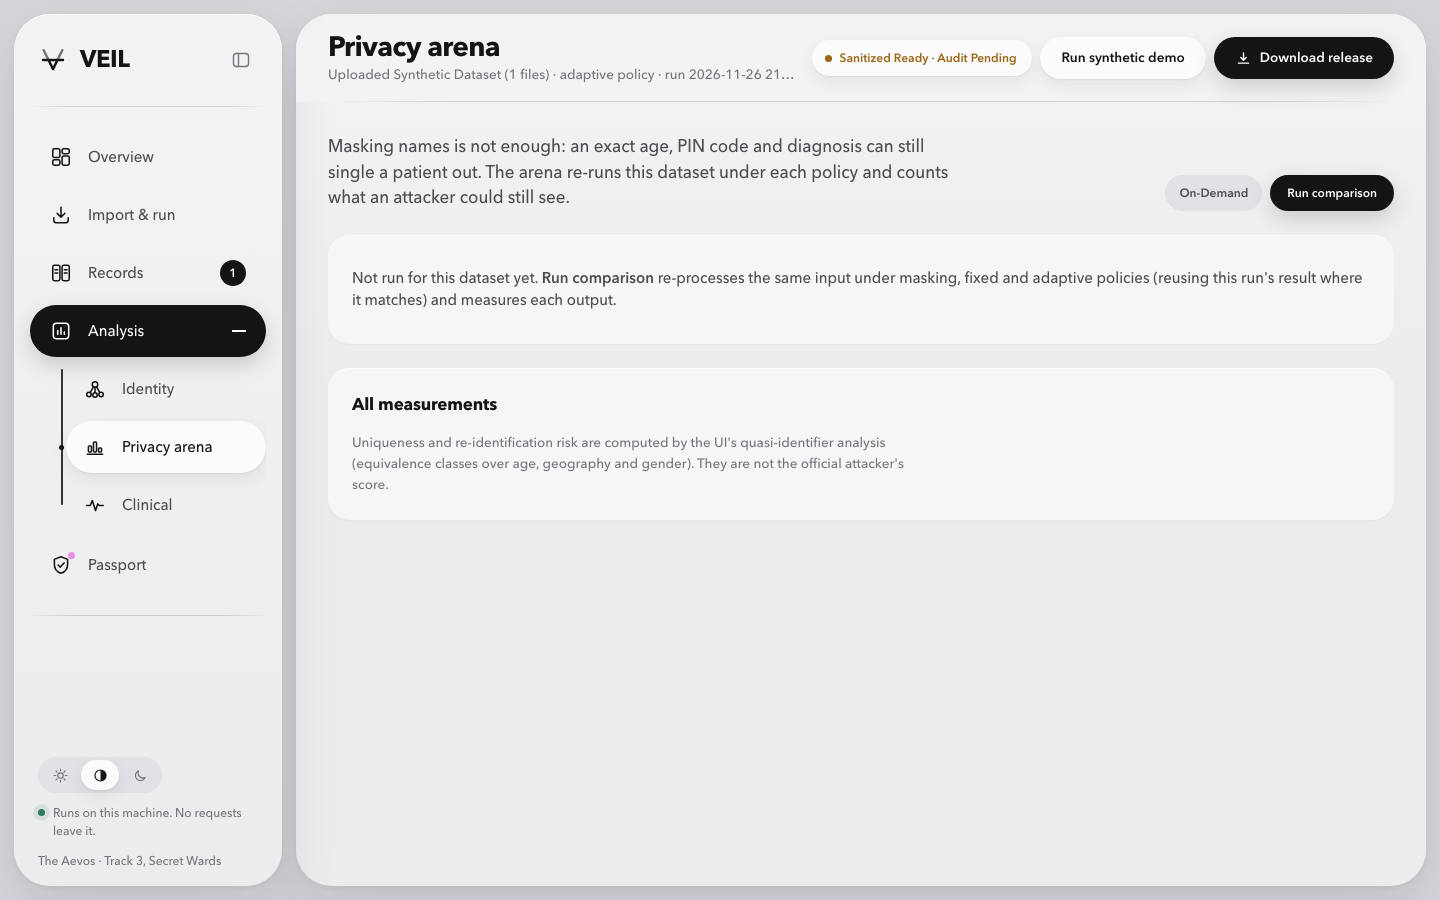 VEIL
Overview
Import & run
Records
1
Analysis
Identity
Privacy arena
Clinical
Passport
Runs on this machine. No requests
leave it.
The Aevos · Track 3, Secret Wards
Privacy arena
Uploaded Synthetic Dataset (1 files) · adaptive policy · run 2026-11-26 21...
Sanitized Ready · Audit Pending
Run synthetic demo
Download release
Masking names is not enough: an exact age, PIN code and diagnosis can still
single a patient out. The arena re-runs this dataset under each policy and counts
what an attacker could still see.
On-Demand
Run comparison
Not run for this dataset yet. Run comparison re-processes the same input under masking, fixed and adaptive policies (reusing this run's result where
it matches) and measures each output.
All measurements
Uniqueness and re-identification risk are computed by the UI's quasi-identifier analysis
(equivalence classes over age, geography and gender). They are not the official attacker's
score.